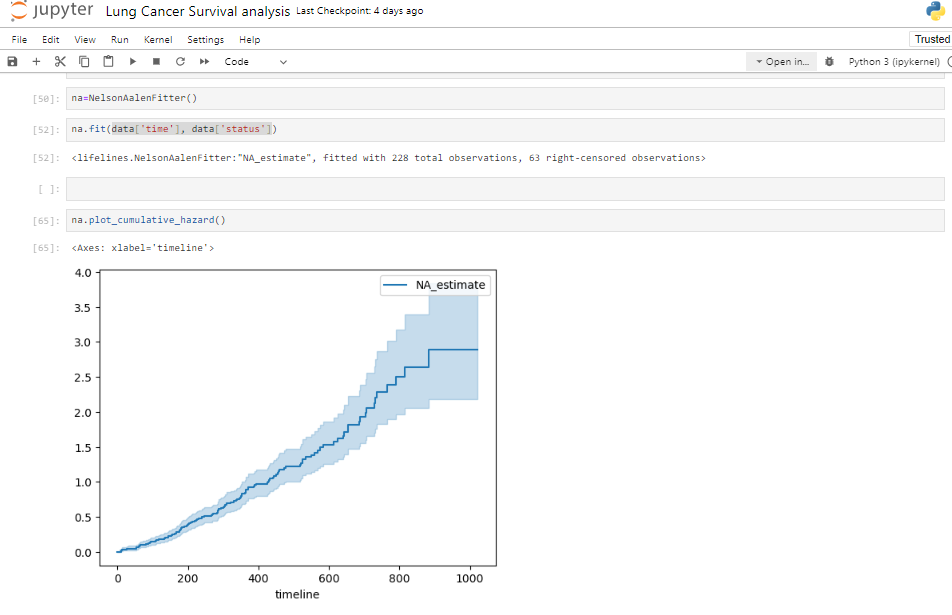 jupyter Lung Cancer Survival analysis Last Checkpoint: 4 days ago
File Edit View Run Kernel Settings Help Trusted
Code Open in... Python 3 (ipykernel)
[50]: na=NelsonAalenFitter()
[52]: na.fit(data['time'], data['status'])
[52]: <lifelines.NelsonAalenFitter:"NA_estimate", fitted with 228 total observations, 63 right-censored observations>
[ ]:
[65]: na.plot_cumulative_hazard()
[65]: <Axes: xlabel='timeline'>
4.0
NA_estimate
3.5
3.0
2.5
2.0
1.5
1.0
0.5
0.0
0 200 400 600 800 1000
timeline